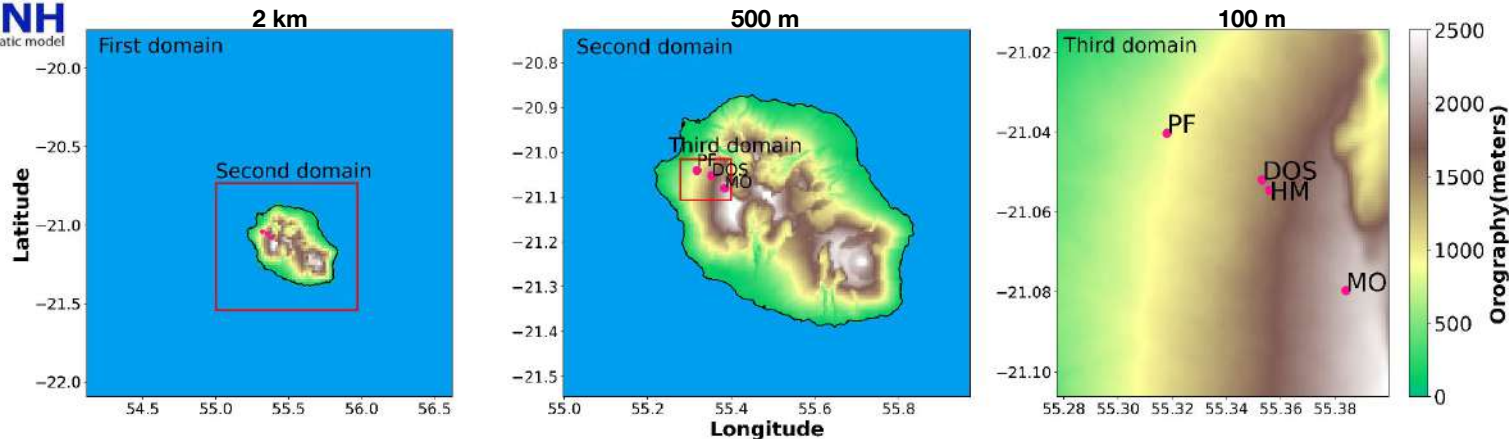 NH
atic model
2 km
500 m
100 m
First domain
Second domain
Second domain
Third domain
PF
DOS
MO
Third domain
PF
DOS
HM
MO
Latitude
−20.0
−20.5
−21.0
−21.5
−22.0
54.5 55.0 55.5 56.0 56.5
−20.8
−20.9
−21.0
−21.1
−21.2
−21.3
−21.4
−21.5
55.0 55.2 55.4 55.6 55.8
Longitude
−21.02
−21.04
−21.06
−21.08
−21.10
55.28 55.30 55.32 55.34 55.36 55.38
2500
2000
1500
1000
500
0
Orography(meters)